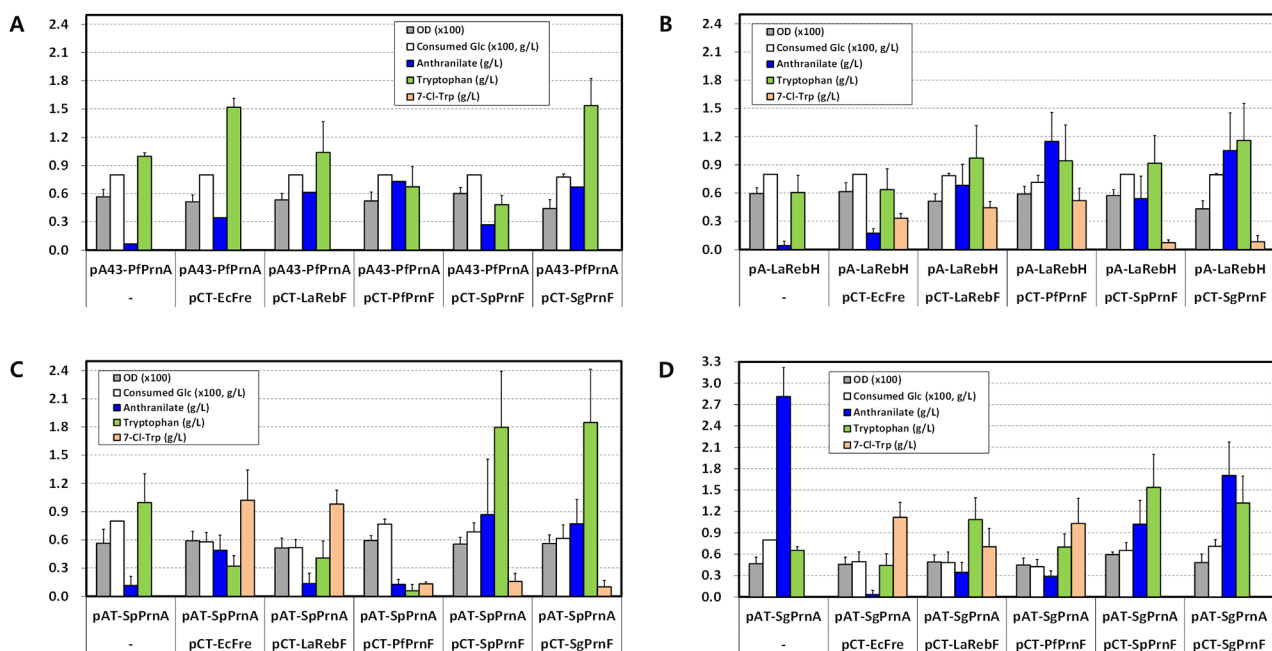 A
2.4
2.1
1.8
1.5
1.2
0.9
0.6
0.3
0.0
OD (x100)
Consumed Glc (x100, g/L)
Anthranilate (g/L)
Tryptophan (g/L)
7-Cl-Trp (g/L)
pA43-PfPrnA pA43-PfPrnA pA43-PfPrnA pA43-PfPrnA pA43-PfPrnA pA43-PfPrnA
- pCT-EcFre pCT-LaRebF pCT-PfPrnF pCT-SpPrnF pCT-SgPrnF
B
2.4
2.1
1.8
1.5
1.2
0.9
0.6
0.3
0.0
OD (x100)
Consumed Glc (x100, g/L)
Anthranilate (g/L)
Tryptophan (g/L)
7-Cl-Trp (g/L)
pA-LaRebH pA-LaRebH pA-LaRebH pA-LaRebH pA-LaRebH pA-LaRebH
- pCT-EcFre pCT-LaRebF pCT-PfPrnF pCT-SpPrnF pCT-SgPrnF
C
2.4
2.1
1.8
1.5
1.2
0.9
0.6
0.3
0.0
OD (x100)
Consumed Glc (x100, g/L)
Anthranilate (g/L)
Tryptophan (g/L)
7-Cl-Trp (g/L)
pAT-SpPrnA pAT-SpPrnA pAT-SpPrnA pAT-SpPrnA pAT-SpPrnA pAT-SpPrnA
- pCT-EcFre pCT-LaRebF pCT-PfPrnF pCT-SpPrnF pCT-SgPrnF
D
3.3
3.0
2.7
2.4
2.1
1.8
1.5
1.2
0.9
0.6
0.3
0.0
OD (x100)
Consumed Glc (x100, g/L)
Anthranilate (g/L)
Tryptophan (g/L)
7-Cl-Trp (g/L)
pAT-SgPrnA pAT-SgPrnA pAT-SgPrnA pAT-SgPrnA pAT-SgPrnA pAT-SgPrnA
- pCT-EcFre pCT-LaRebF pCT-PfPrnF pCT-SpPrnF pCT-SgPrnF